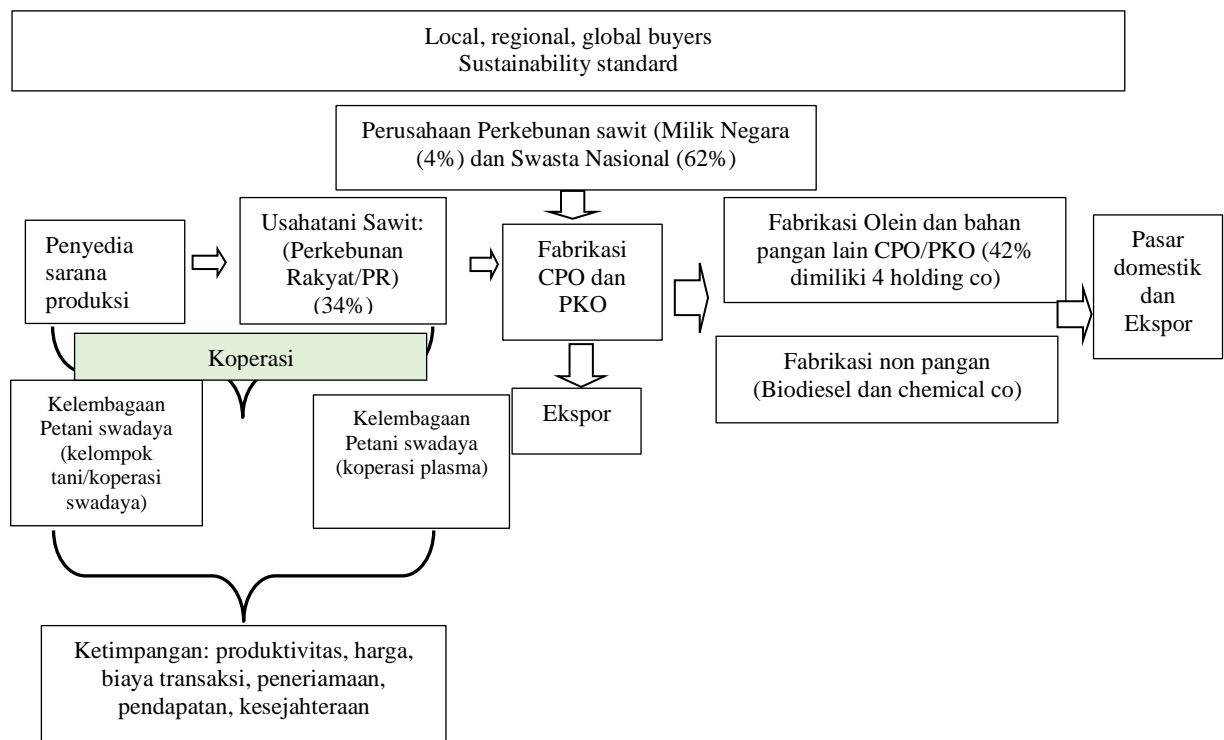 Local, regional, global buyers
Sustainability standard
Perusahaan Perkebunan sawit (Milik Negara
(4%) dan Swasta Nasional (62%)
Penyedia
sarana
produksi
Usahatani Sawit:
(Perkebunan
Rakyat/PR)
(34%)
Fabrikasi
CPO dan
PKO
Fabrikasi Olein dan bahan
pangan lain CPO/PKO (42%
dimiliki 4 holding co)
Pasar
domestik
dan
Ekspor
Koperasi
Fabrikasi non pangan
(Biodiesel dan chemical co)
Ekspor
Kelembagaan
Petani swadaya
(kelompok
tani/koperasi
swadaya)
Kelembagaan
Petani swadaya
(koperasi plasma)
Ketimpangan: produktivitas, harga,
biaya transaksi, peneriamaan,
pendapatan, kesejahteraan